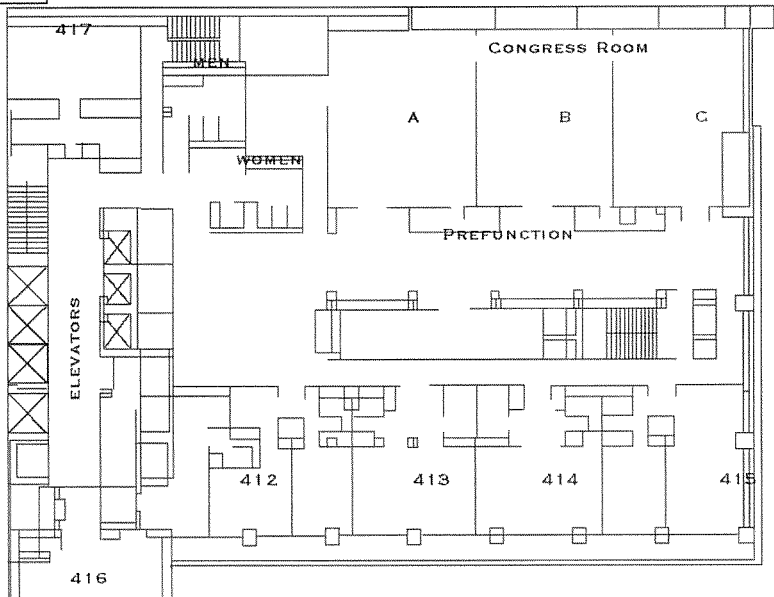 417
CONGRESS ROOM
MEN
A
B
C
WOMEN
PREFUNCTION
ELEVATORS
412
413
414
415
416